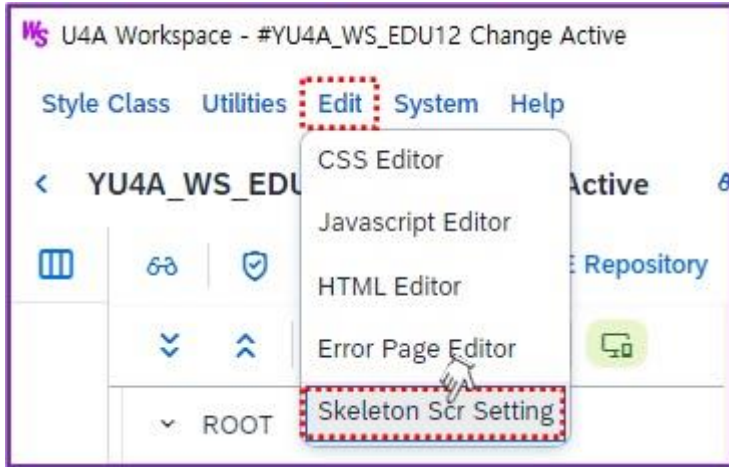 WS U4A Workspace - #YU4A_WS_EDU12 Change Active
Style Class Utilities Edit System Help
CSS Editor
< YU4A_WS_EDU Active
Javascript Editor
Repository
HTML Editor
Error Page Editor
ROOT
Skeleton Scr Setting